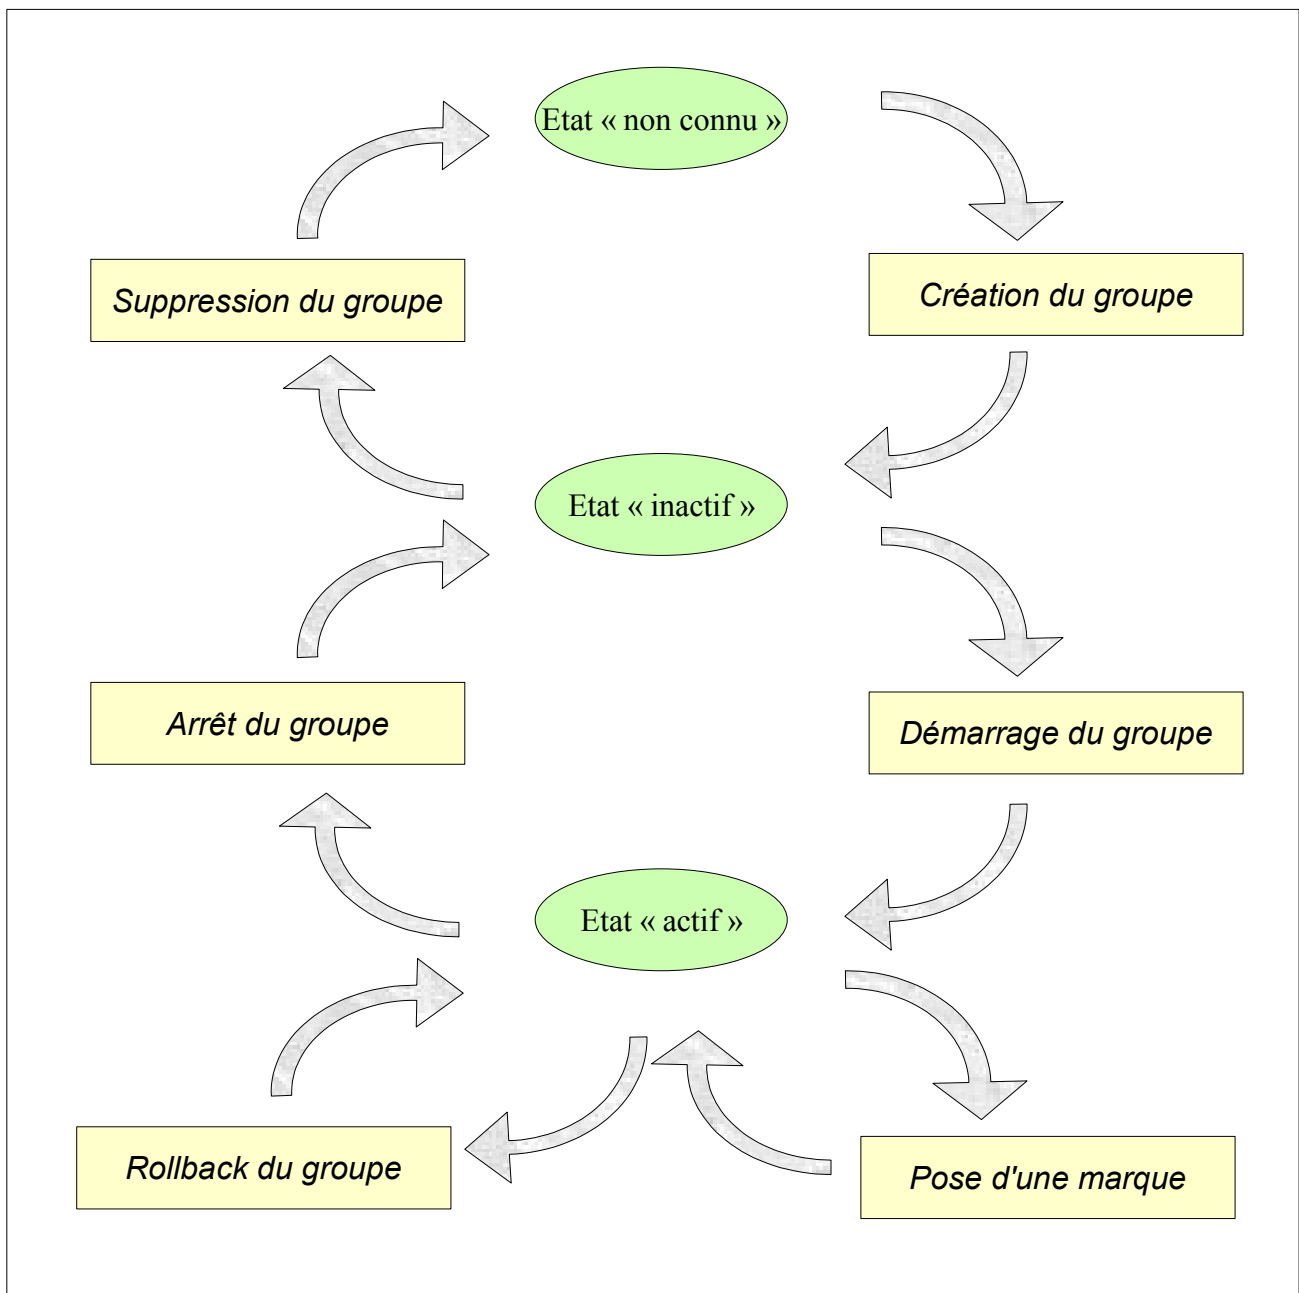 Etat « non connu »
Suppression du groupe
Création du groupe
Etat « inactif »
Arrêt du groupe
Démarrage du groupe
Etat « actif »
Rollback du groupe
Pose d'une marque